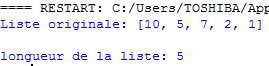 ==== RESTART: C:/Users/TOSHIBA/App
Liste originale: [10, 5, 7, 2, 1]
longueur de la liste: 5